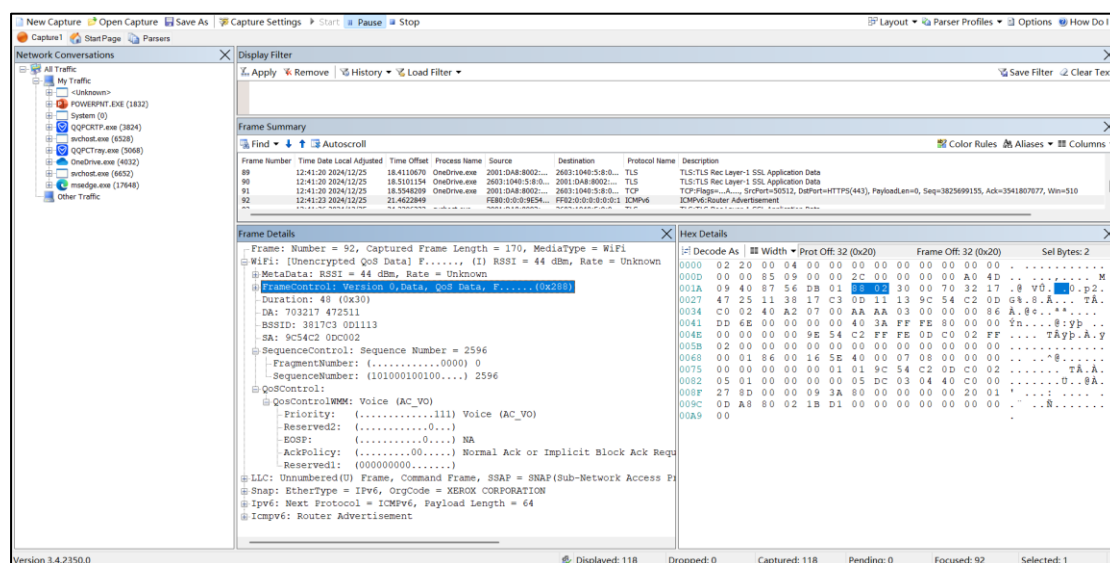 New Capture Open Capture Save As Capture Settings Start Pause Stop Layout Parser Profiles Options How Do I
Capture1 StartPage Parsers
Network Conversations
All Traffic
My Traffic
<Unknown>
POWERPNT.EXE (1832)
System (0)
QQPCRTP.exe (3824)
svchost.exe (6528)
QQPCTray.exe (5068)
OneDrive.exe (4032)
svchost.exe (6652)
msedge.exe (17648)
Other Traffic
Display Filter
Apply Remove History Load Filter Save Filter Clear Tex
Frame Summary
Find Autoscroll Color Rules Aliases Columns
Frame Number Time Date Local Adjusted Time Offset Process Name Source Destination Protocol Name Description
89 12:41:20 2024/12/25 18.4110670 OneDrive.exe 2001:DA8:8002:... 2603:1040:5:8:0... TLS TLS:TLS Rec Layer-1 SSL Application Data
90 12:41:20 2024/12/25 18.5101154 OneDrive.exe 2603:1040:5:8:0... 2001:DA8:8002:... TLS TLS:TLS Rec Layer-1 SSL Application Data
91 12:41:20 2024/12/25 18.5548209 OneDrive.exe 2001:DA8:8002:... 2603:1040:5:8:0... TCP TCP:Flags=...A...., SrcPort=50512, DstPort=HTTPS(443), PayloadLen=0, Seq=3825699155, Ack=3541807077, Win=510
92 12:41:23 2024/12/25 21.4622849 FE80:0:0:0:9E54... FF02:0:0:0:0:0:0:1 ICMPv6 ICMPv6:Router Advertisement
Frame Details
Frame: Number = 92, Captured Frame Length = 170, MediaType = WiFi
WiFi: [Unencrypted QoS Data] F......, (I) RSSI = 44 dBm, Rate = Unknown
MetaData: RSSI = 44 dBm, Rate = Unknown
FrameControl: Version 0,Data, QoS Data, F......(0x288)
Duration: 48 (0x30)
DA: 703217 472511
BSSID: 3817C3 0D1113
SA: 9C54C2 0DC002
SequenceControl: Sequence Number = 2596
FragmentNumber: (............0000) 0
SequenceNumber: (101000100100....) 2596
QoSControl:
QosControlWMM: Voice (AC_VO)
Priority: (.............111) Voice (AC_VO)
Reserved2: (............0...)
EOSP: (...........0....) NA
AckPolicy: (.........00.....) Normal Ack or Implicit Block Ack Requ
Reserved1: (000000000.......)
LLC: Unnumbered(U) Frame, Command Frame, SSAP = SNAP(Sub-Network Access P
Snap: EtherType = IPv6, OrgCode = XEROX CORPORATION
Ipv6: Next Protocol = ICMPv6, Payload Length = 64
Icmpv6: Router Advertisement
Hex Details
Decode As Width Prot Off: 32 (0x20) Frame Off: 32 (0x20) Sel Bytes: 2
0000 02 20 00 04 00 00 00 00 00 00 00 00 00
000D 00 00 85 09 00 00 2C 00 00 00 00 A0 4D
001A 09 40 87 56 DB 01 88 02 30 00 70 32 17
0027 47 25 11 38 17 C3 0D 11 13 9C 54 C2 0D
0034 C0 02 40 A2 07 00 AA AA 03 00 00 00 86
0041 DD 6E 00 00 00 00 40 3A FF FE 80 00 00
004E 00 00 00 00 9E 54 C2 FF FE 0D C0 02 FF
005B 02 00 00 00 00 00 00 00 00 00 00 00 00
0068 00 01 86 00 16 5E 40 00 07 08 00 00 00
0075 00 00 00 00 01 01 9C 54 C2 0D C0 02
0082 05 01 00 00 00 00 05 DC 03 04 40 C0 00
008F 27 8D 00 00 09 3A 80 00 00 00 00 20 01
009C 0D A8 80 02 1B D1 00 00 00 00 00 00 00
00A9 00
Version 3.4.2350.0 Displayed: 118 Dropped: 0 Captured: 118 Pending: 0 Focused: 92 Selected: 1